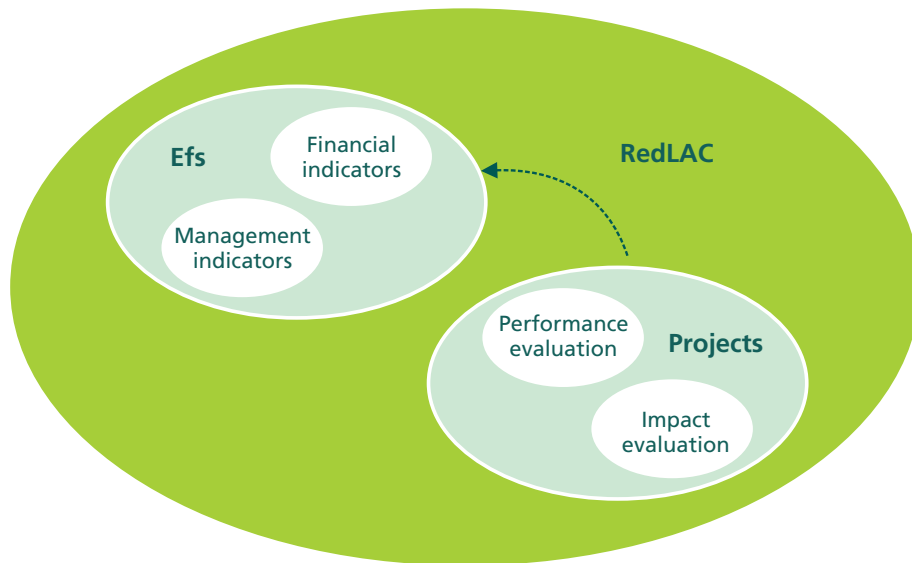 Efs
Financial
indicators
Management
indicators
RedLAC
Performance
evaluation
Projects
Impact
evaluation